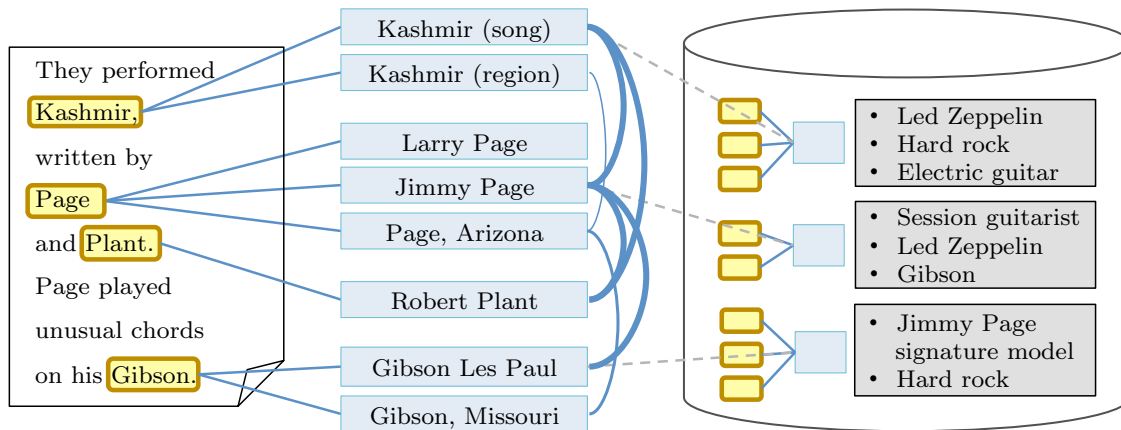 They performed
Kashmir,
written by
Page
and Plant.
Page played
unusual chords
on his Gibson.
Kashmir (song)
Kashmir (region)
Larry Page
Jimmy Page
Page, Arizona
Robert Plant
Gibson Les Paul
Gibson, Missouri
• Led Zeppelin
• Hard rock
• Electric guitar
• Session guitarist
• Led Zeppelin
• Gibson
• Jimmy Page
signature model
• Hard rock